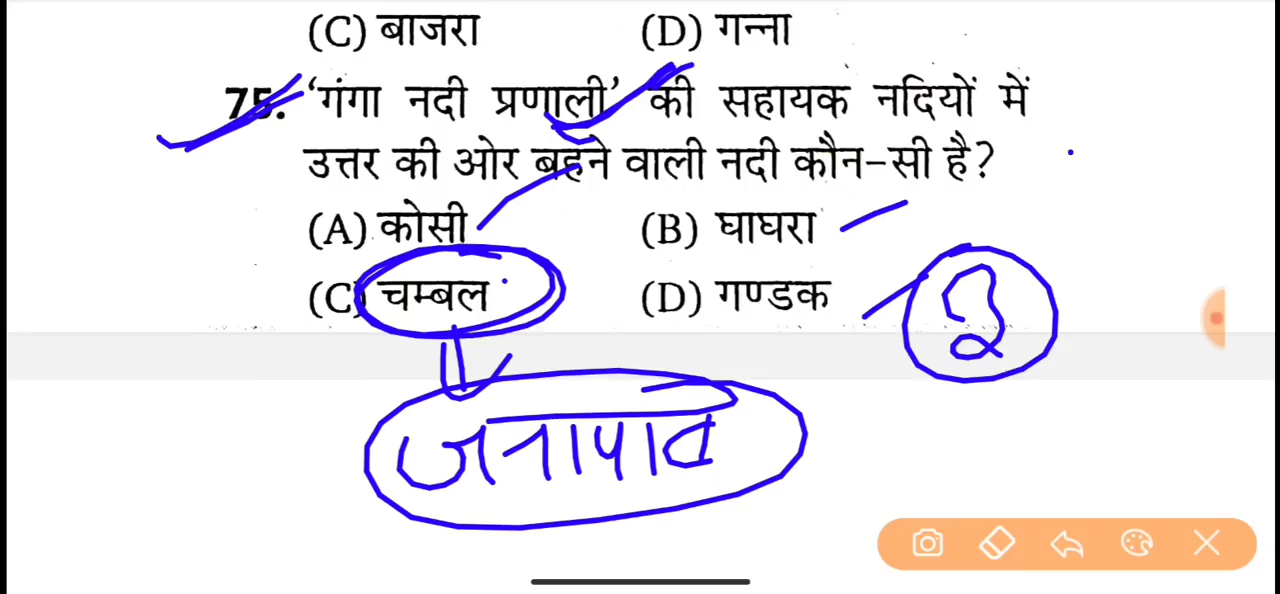 (C) बाजरा (D) गन्ना
75. ‘गंगा नदी प्रणाली’ की सहायक नदियों में
उत्तर की ओर बहने वाली नदी कौन-सी है?
(A) कोसी (B) घाघरा
(C) चम्बल (D) गण्डक
जनापाव